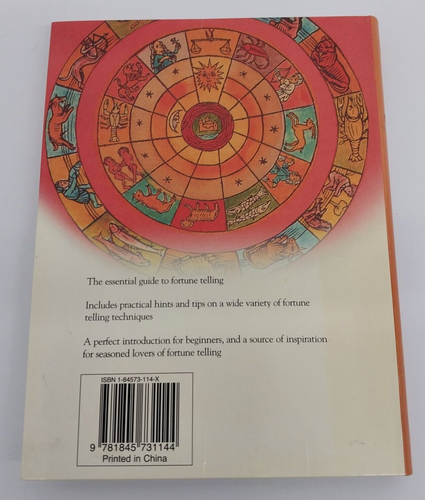 The essential guide to fortune telling
Includes practical hints and tips on a wide variety of fortune
telling techniques
A perfect introduction for beginners, and a source of inspiration
for seasoned lovers of fortune telling
ISBN 1-84573-114-X
9 781845 731144
Printed in China